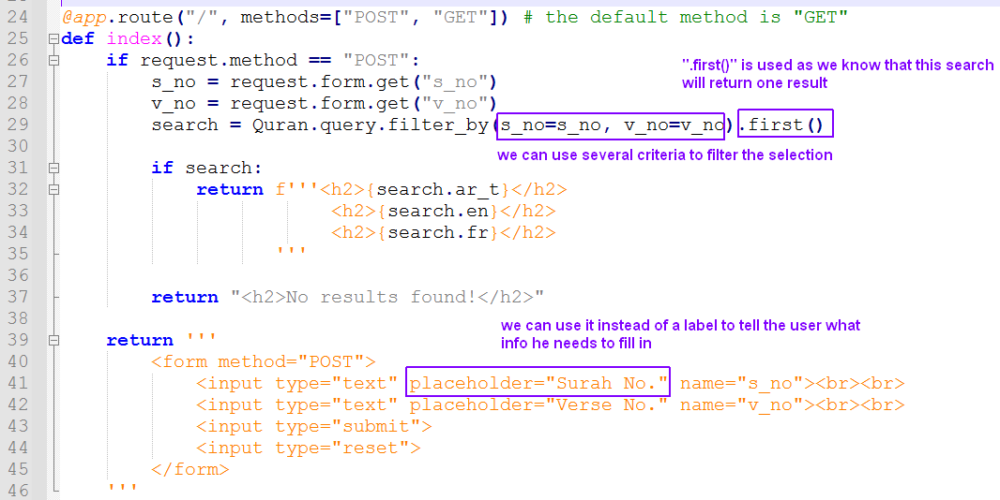 24 @app.route("/", methods=["POST", "GET"]) # the default method is "GET"
25 def index():
26 if request.method == "POST":
".first()" is used as we know that this search
will return one result
27 s_no = request.form.get("s_no")
28 v_no = request.form.get("v_no")
29 search = Quran.query.filter_by(s_no=s_no, v_no=v_no).first()
we can use several criteria to filter the selection
30
31 if search:
32 return f'''<h2>{search.ar_t}</h2>
33 <h2>{search.en}</h2>
34 <h2>{search.fr}</h2>
35 '''
36
37 return "<h2>No results found!</h2>"
38
we can use it instead of a label to tell the user what
info he needs to fill in
39 return '''
40 <form method="POST">
41 <input type="text" placeholder="Surah No." name="s_no"><br><br>
42 <input type="text" placeholder="Verse No." name="v_no"><br><br>
43 <input type="submit">
44 <input type="reset">
45 </form>
46 '''